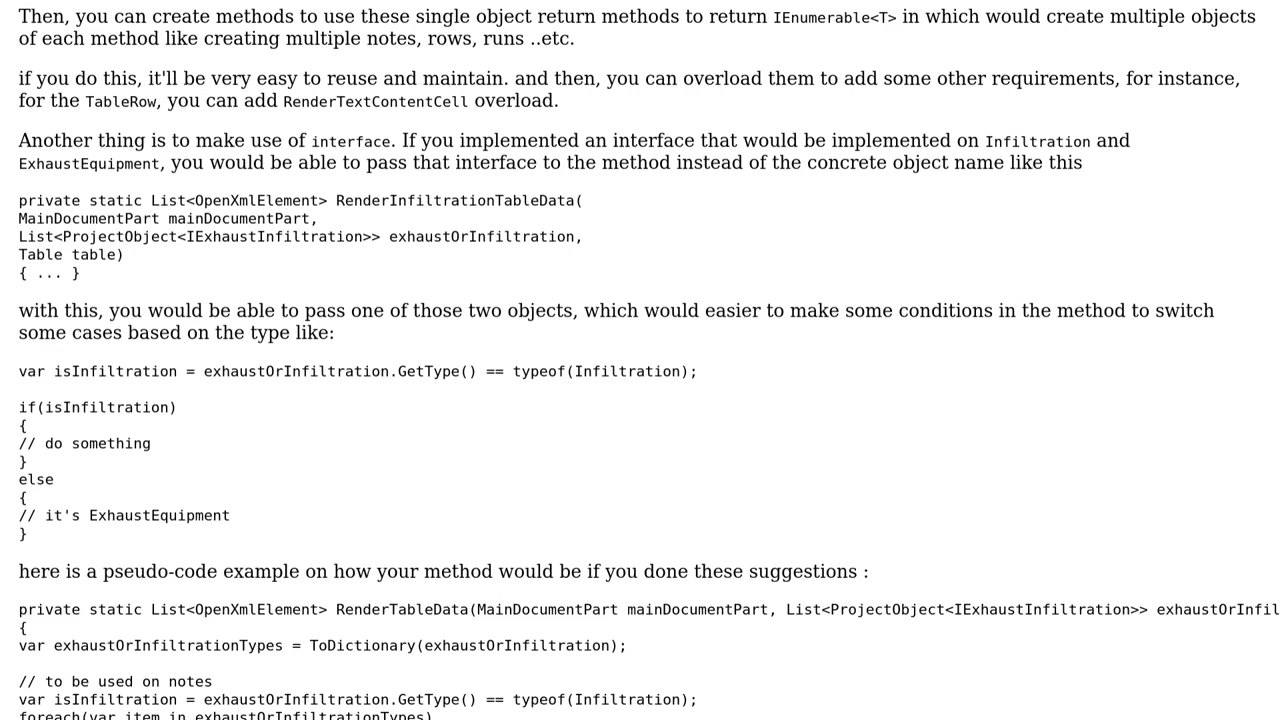 Then, you can create methods to use these single object return methods to return IEnumerable<T> in which would create multiple objects
of each method like creating multiple notes, rows, runs ..etc.
if you do this, it'll be very easy to reuse and maintain. and then, you can overload them to add some other requirements, for instance,
for the TableRow, you can add RenderTextContentCell overload.
Another thing is to make use of interface. If you implemented an interface that would be implemented on Infiltration and
ExhaustEquipment, you would be able to pass that interface to the method instead of the concrete object name like this
private static List<OpenXmlElement> RenderInfiltrationTableData(
MainDocumentPart mainDocumentPart,
List<ProjectObject<IExhaustInfiltration>> exhaustOrInfiltration,
Table table)
{ ... }
with this, you would be able to pass one of those two objects, which would easier to make some conditions in the method to switch
some cases based on the type like:
var isInfiltration = exhaustOrInfiltration.GetType() == typeof(Infiltration);
if(isInfiltration)
{
// do something
}
else
{
// it's ExhaustEquipment
}
here is a pseudo-code example on how your method would be if you done these suggestions :
private static List<OpenXmlElement> RenderTableData(MainDocumentPart mainDocumentPart, List<ProjectObject<IExhaustInfiltration>> exhaustOrInfil
{
var exhaustOrInfiltrationTypes = ToDictionary(exhaustOrInfiltration);
// to be used on notes
var isInfiltration = exhaustOrInfiltration.GetType() == typeof(Infiltration);
foreach(var item in exhaustOrInfiltrationTypes)